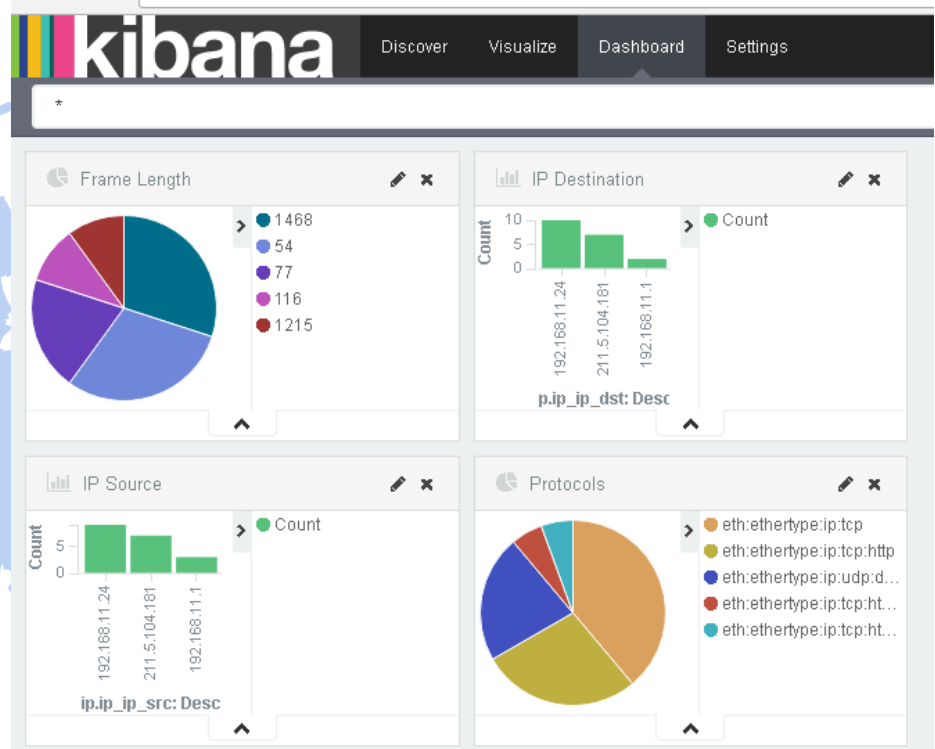 kibana
Discover Visualize Dashboard Settings
*
Frame Length
1468
54
77
116
1215
IP Destination
Count
10
5
0
192.168.11.24
211.5.104.181
192.168.11.1
p.ip_ip_dst: Desc
Count
IP Source
Count
5
0
192.168.11.24
211.5.104.181
192.168.11.1
ip.ip_ip_src: Desc
Count
Protocols
eth:ethertype:ip:tcp
eth:ethertype:ip:tcp:http
eth:ethertype:ip:udp:d...
eth:ethertype:ip:tcp:ht...
eth:ethertype:ip:tcp:ht...